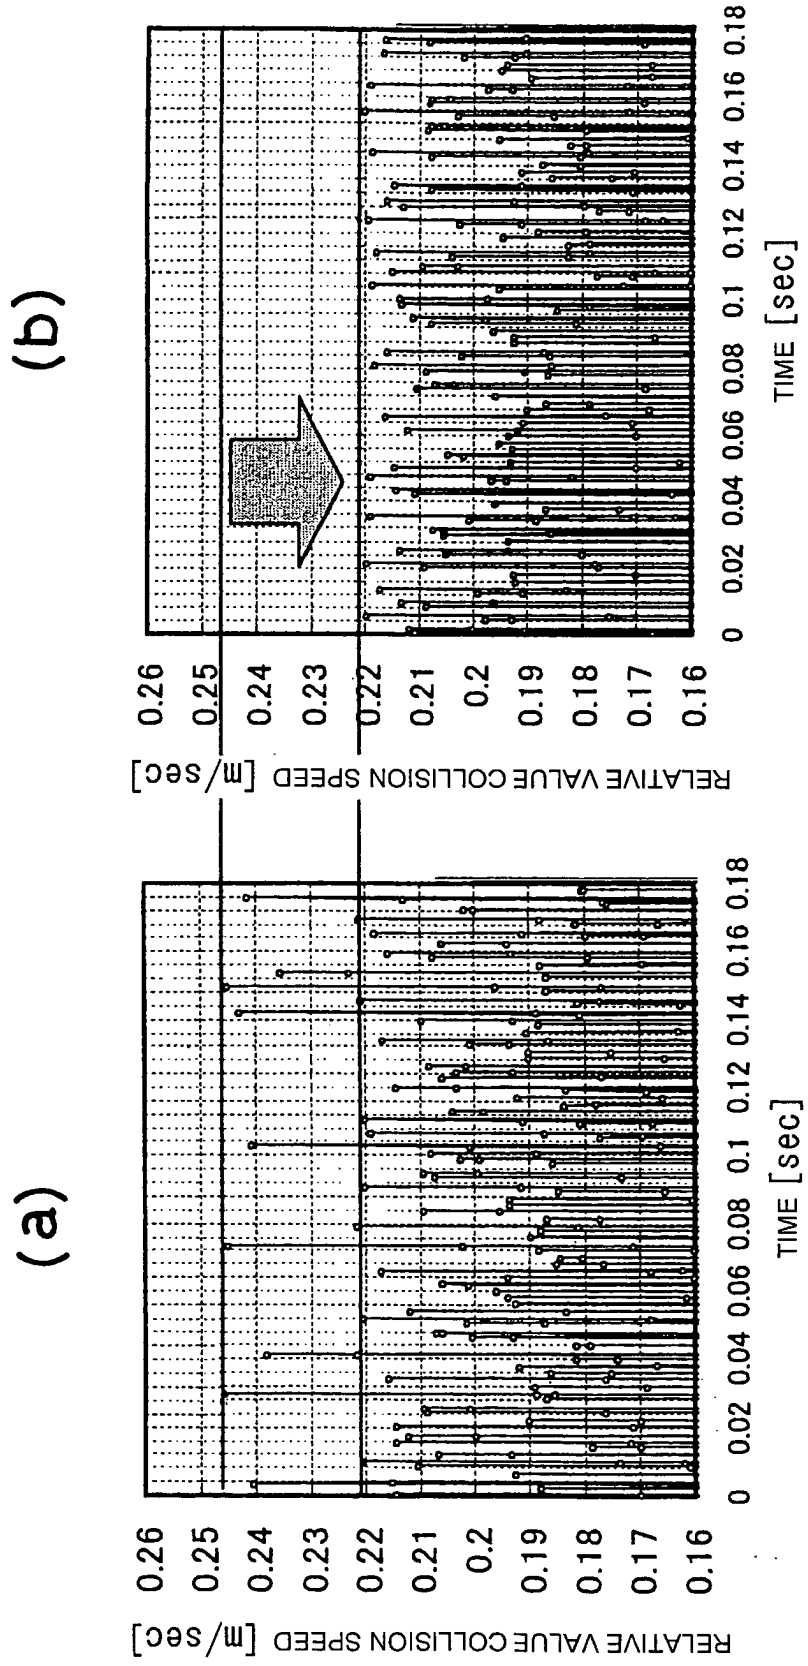 (a)
RELATIVE VALUE COLLISION SPEED [m/sec]
0.26
0.25
0.24
0.23
0.22
0.21
0.2
0.19
0.18
0.17
0.16
0 0.02 0.04 0.06 0.08 0.1 0.12 0.14 0.16 0.18
TIME [sec]
(b)
RELATIVE VALUE COLLISION SPEED [m/sec]
0.26
0.25
0.24
0.23
0.22
0.21
0.2
0.19
0.18
0.17
0.16
0 0.02 0.04 0.06 0.08 0.1 0.12 0.14 0.16 0.18
TIME [sec]